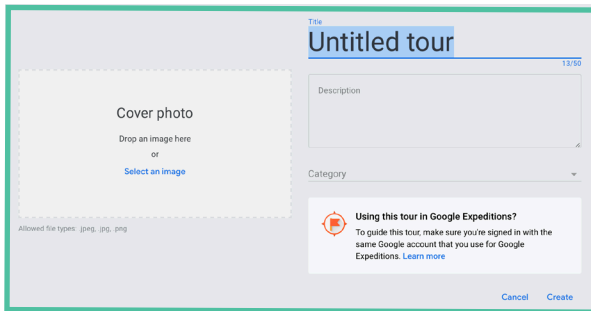 Title
Untitled tour
13/50
Description
Cover photo
Drop an image here
or
Select an image
Category
Allowed file types: .jpeg, .jpg, .png
Using this tour in Google Expeditions?
To guide this tour, make sure you're signed in with the
same Google account that you use for Google
Expeditions. Learn more
Cancel Create